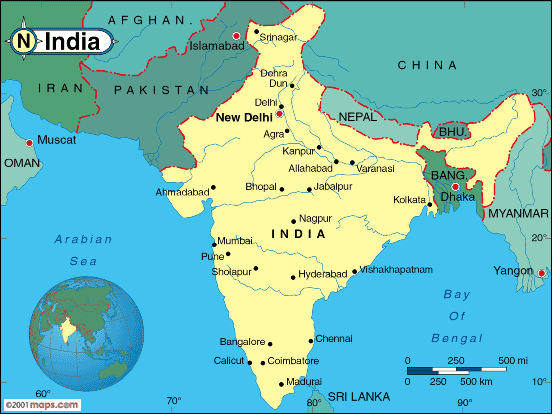 N India
AFGHAN.
Islamabad
Srinagar
CHINA
IRAN
PAKISTAN
Dehra
Dun
Delhi
New Delhi
30°
NEPAL
BHU.
Agra
Muscat
OMAN
Kanpur
Allahabad
Varanasi
BANG.
Dhaka
Ahmadabad
Bhopal
Jabalpur
Kolkata
MYANMAR
Nagpur
INDIA
Arabian
Sea
Mumbai
Pune
Sholapur
Hyderabad
Vishakhapatnam
20°
Yangon
Bay
Of
Bengal
Bangalore
Chennai
Calicut
Coimbatore
Madurai
SRI LANKA
0 250 500 mi
0 250 500 km
10°
60°
70°
80°
90°
©2001maps.com